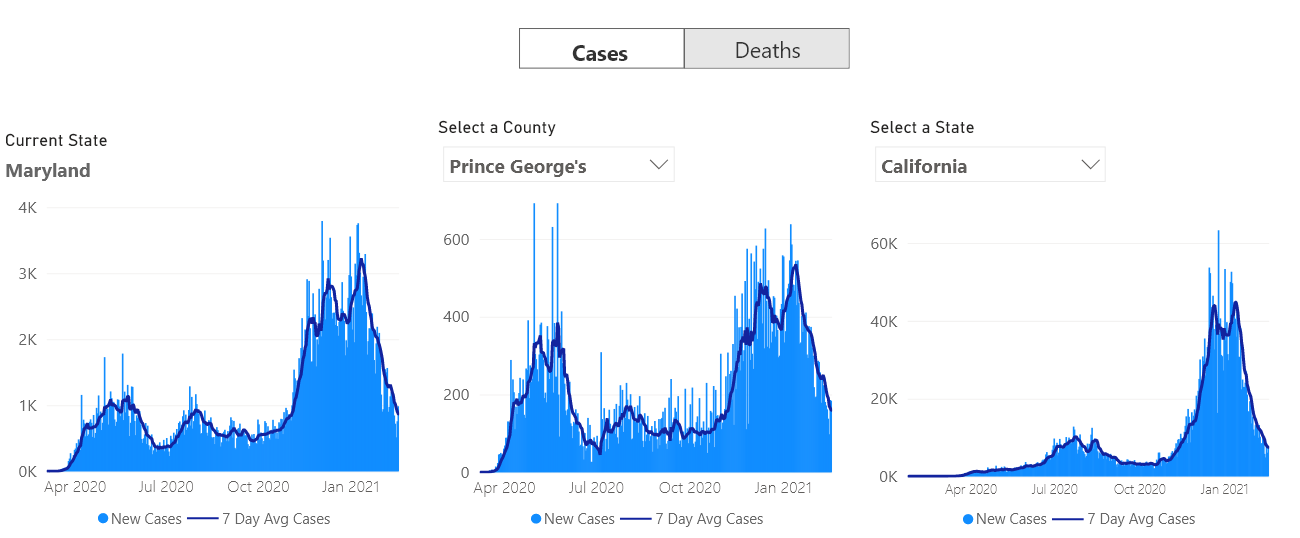 Cases Deaths
Current State
Maryland
4K
3K
2K
1K
0K
Apr 2020 Jul 2020 Oct 2020 Jan 2021
New Cases 7 Day Avg Cases
Select a County
Prince George's
600
400
200
0
Apr 2020 Jul 2020 Oct 2020 Jan 2021
New Cases 7 Day Avg Cases
Select a State
California
60K
40K
20K
0K
Apr 2020 Jul 2020 Oct 2020 Jan 2021
New Cases 7 Day Avg Cases